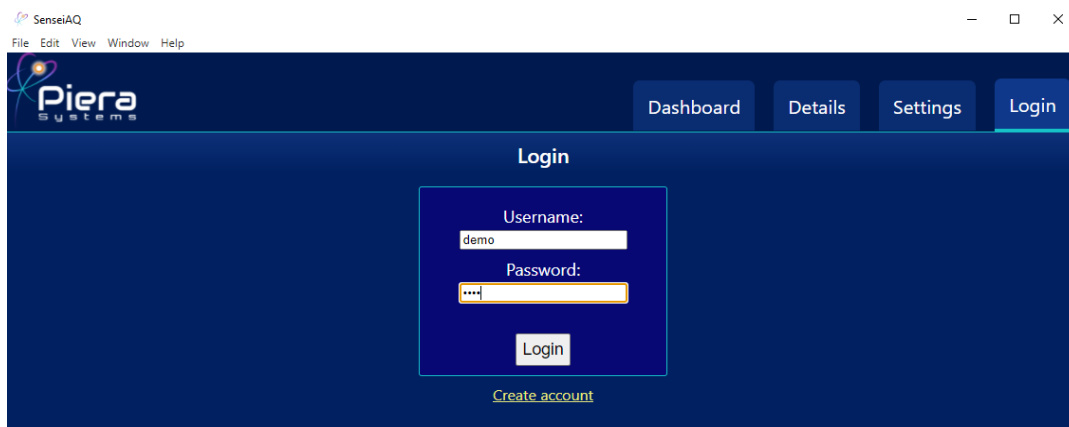 SenseiAQ
File Edit View Window Help
Piera
Systems
Dashboard Details Settings Login
Login
Username:
demo
Password:
••••
Login
Create account